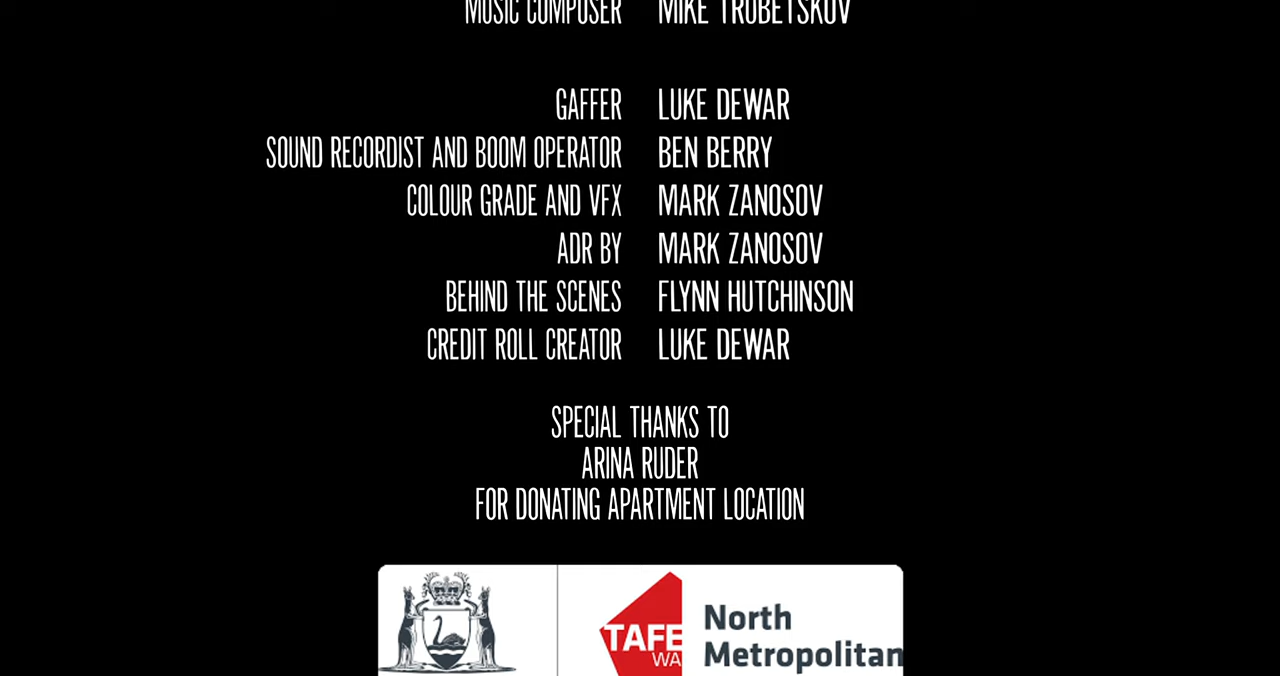 MUSIC COMPOSER MIKE TRUBETSKOV
GAFFER LUKE DEWAR
SOUND RECORDIST AND BOOM OPERATOR BEN BERRY
COLOUR GRADE AND VFX MARK ZANOSOV
ADR BY MARK ZANOSOV
BEHIND THE SCENES FLYNN HUTCHINSON
CREDIT ROLL CREATOR LUKE DEWAR
SPECIAL THANKS TO
ARINA RUDER
FOR DONATING APARTMENT LOCATION
TAFE
WA
North
Metropolitan